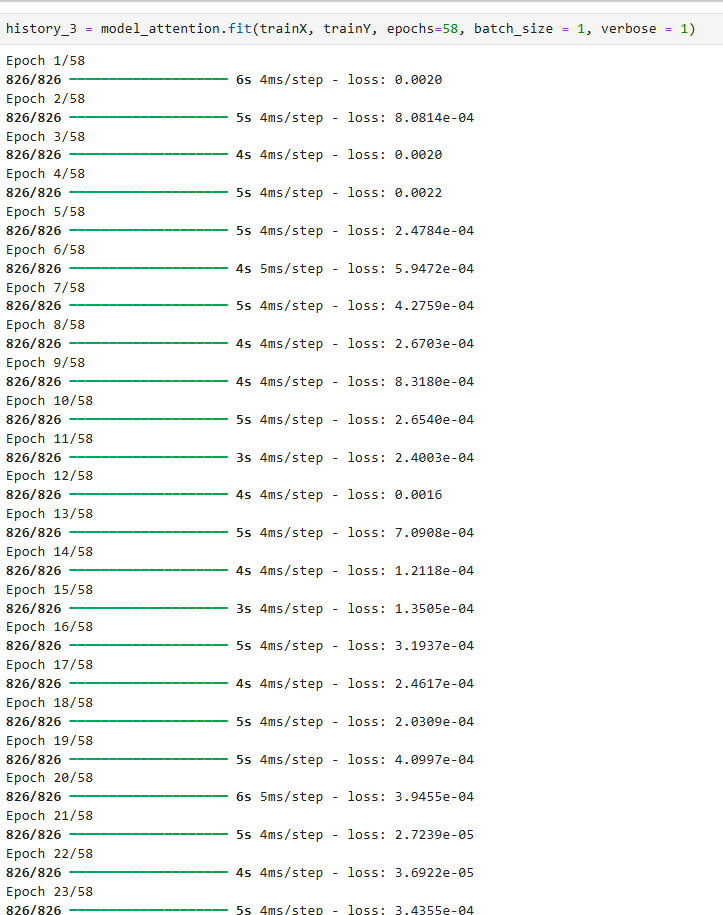 history_3 = model_attention.fit(trainX, trainY, epochs=58, batch_size = 1, verbose = 1)
Epoch 1/58
826/826 ━━━━━━━━━━━━━━━━━━━━ 6s 4ms/step - loss: 0.0020
Epoch 2/58
826/826 ━━━━━━━━━━━━━━━━━━━━ 5s 4ms/step - loss: 8.0814e-04
Epoch 3/58
826/826 ━━━━━━━━━━━━━━━━━━━━ 4s 4ms/step - loss: 0.0020
Epoch 4/58
826/826 ━━━━━━━━━━━━━━━━━━━━ 5s 4ms/step - loss: 0.0022
Epoch 5/58
826/826 ━━━━━━━━━━━━━━━━━━━━ 5s 4ms/step - loss: 2.4784e-04
Epoch 6/58
826/826 ━━━━━━━━━━━━━━━━━━━━ 4s 5ms/step - loss: 5.9472e-04
Epoch 7/58
826/826 ━━━━━━━━━━━━━━━━━━━━ 5s 4ms/step - loss: 4.2759e-04
Epoch 8/58
826/826 ━━━━━━━━━━━━━━━━━━━━ 4s 4ms/step - loss: 2.6703e-04
Epoch 9/58
826/826 ━━━━━━━━━━━━━━━━━━━━ 4s 4ms/step - loss: 8.3180e-04
Epoch 10/58
826/826 ━━━━━━━━━━━━━━━━━━━━ 5s 4ms/step - loss: 2.6540e-04
Epoch 11/58
826/826 ━━━━━━━━━━━━━━━━━━━━ 3s 4ms/step - loss: 2.4003e-04
Epoch 12/58
826/826 ━━━━━━━━━━━━━━━━━━━━ 4s 4ms/step - loss: 0.0016
Epoch 13/58
826/826 ━━━━━━━━━━━━━━━━━━━━ 5s 4ms/step - loss: 7.0908e-04
Epoch 14/58
826/826 ━━━━━━━━━━━━━━━━━━━━ 4s 4ms/step - loss: 1.2118e-04
Epoch 15/58
826/826 ━━━━━━━━━━━━━━━━━━━━ 3s 4ms/step - loss: 1.3505e-04
Epoch 16/58
826/826 ━━━━━━━━━━━━━━━━━━━━ 5s 4ms/step - loss: 3.1937e-04
Epoch 17/58
826/826 ━━━━━━━━━━━━━━━━━━━━ 4s 4ms/step - loss: 2.4617e-04
Epoch 18/58
826/826 ━━━━━━━━━━━━━━━━━━━━ 5s 4ms/step - loss: 2.0309e-04
Epoch 19/58
826/826 ━━━━━━━━━━━━━━━━━━━━ 5s 4ms/step - loss: 4.0997e-04
Epoch 20/58
826/826 ━━━━━━━━━━━━━━━━━━━━ 6s 5ms/step - loss: 3.9455e-04
Epoch 21/58
826/826 ━━━━━━━━━━━━━━━━━━━━ 5s 4ms/step - loss: 2.7239e-05
Epoch 22/58
826/826 ━━━━━━━━━━━━━━━━━━━━ 4s 4ms/step - loss: 3.6922e-05
Epoch 23/58
826/826 ━━━━━━━━━━━━━━━━━━━━ 5s 4ms/step - loss: 3.4355e-04